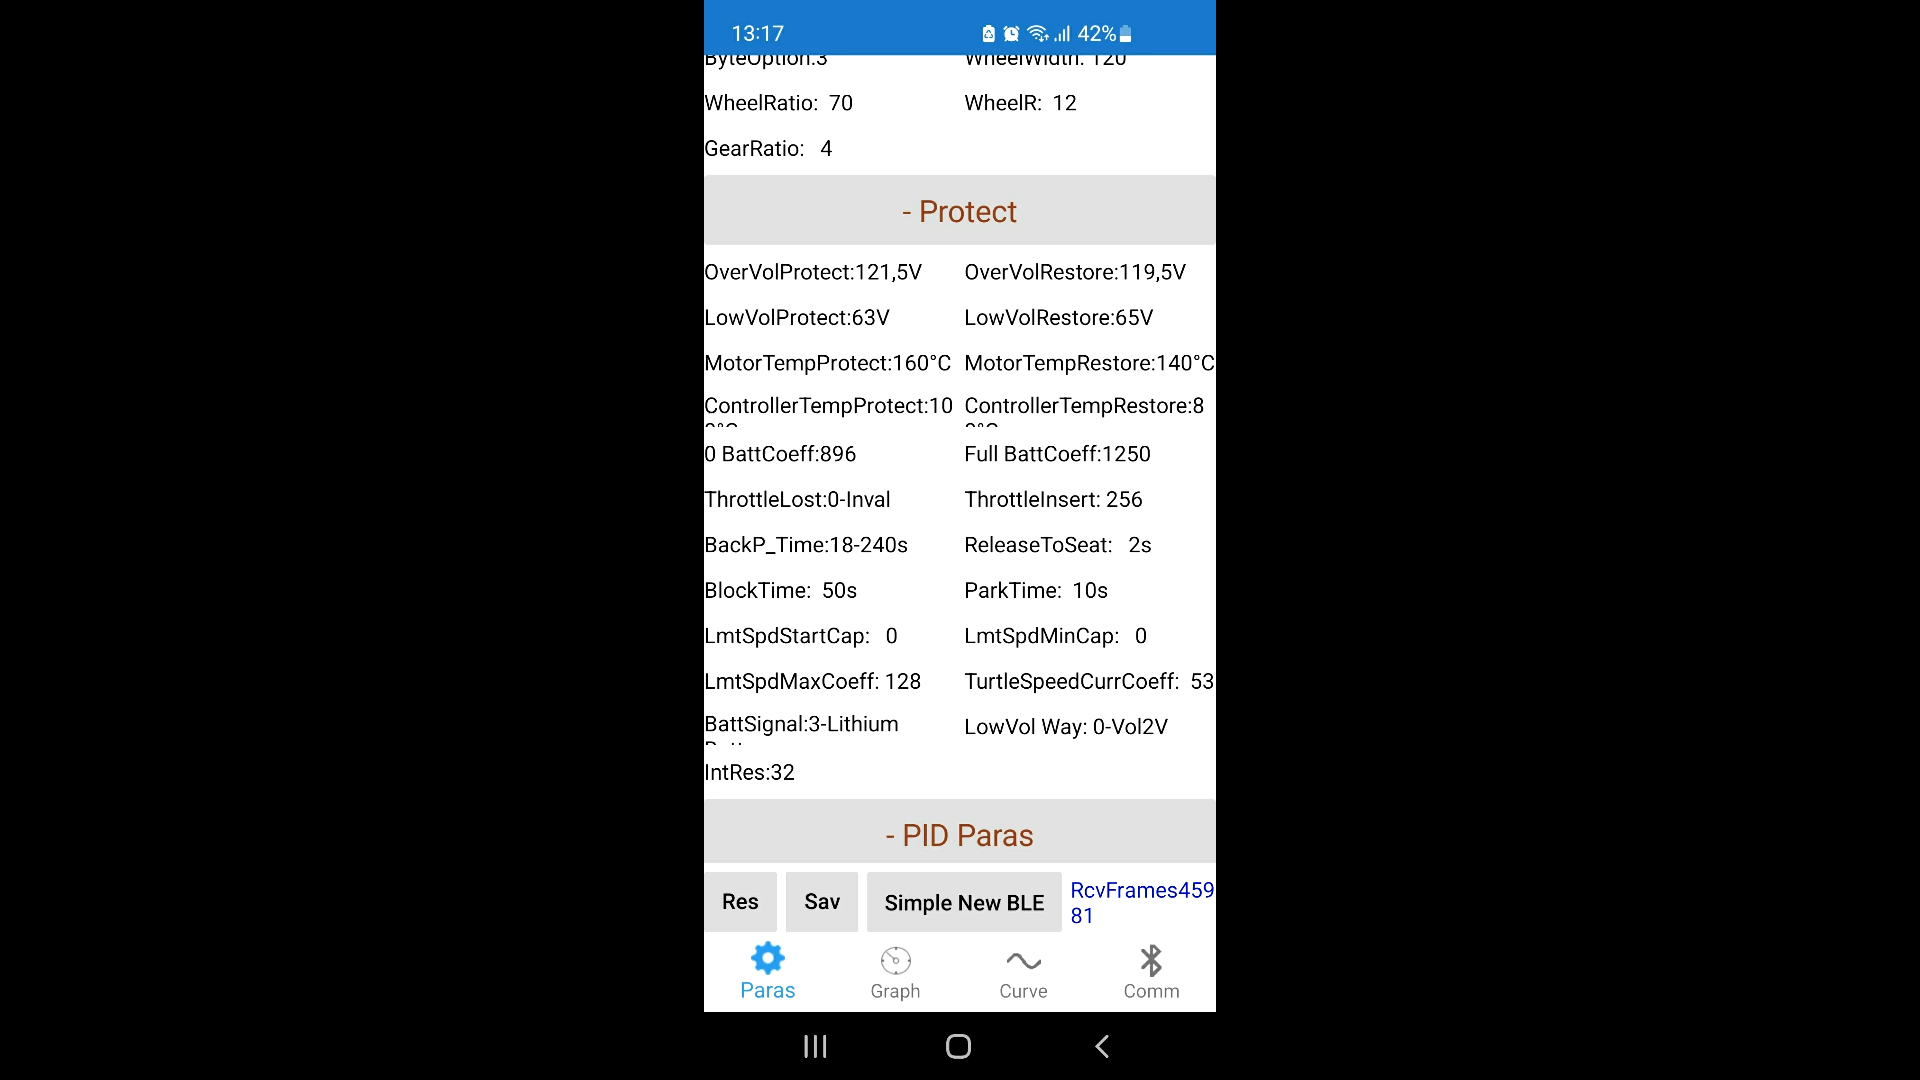 13:17 42%
ByteOption:3 WheelWidth: 120
WheelRatio: 70 WheelR: 12
GearRatio: 4
- Protect
OverVolProtect:121,5V OverVolRestore:119,5V
LowVolProtect:63V LowVolRestore:65V
MotorTempProtect:160°C MotorTempRestore:140°C
ControllerTempProtect:10 ControllerTempRestore:8
0 BattCoeff:896 Full BattCoeff:1250
ThrottleLost:0-Inval ThrottleInsert: 256
BackP_Time:18-240s ReleaseToSeat: 2s
BlockTime: 50s ParkTime: 10s
LmtSpdStartCap: 0 LmtSpdMinCap: 0
LmtSpdMaxCoeff: 128 TurtleSpeedCurrCoeff: 53
BattSignal:3-Lithium LowVol Way: 0-Vol2V
IntRes:32
- PID Paras
Res Sav Simple New BLE RcvFrames459
81
Paras Graph Curve Comm